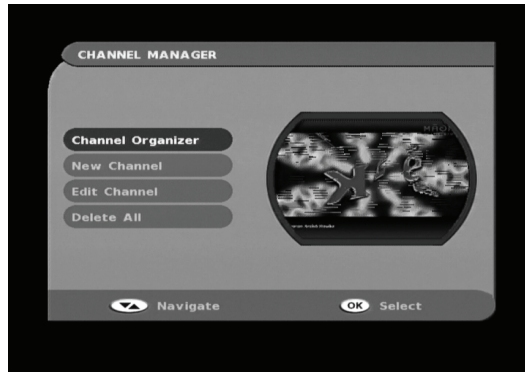 CHANNEL MANAGER
Channel Organizer
New Channel
Edit Channel
Delete All
Navigate
OK Select